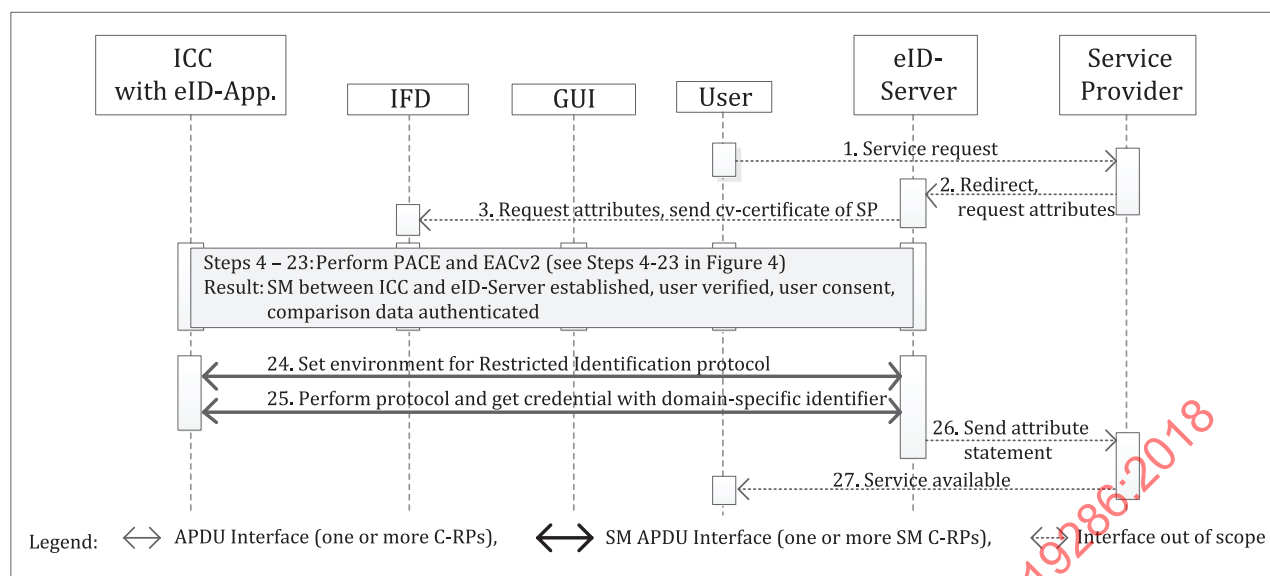 ICC
with eID-App.
IFD
GUI
User
eID-
Server
Service
Provider
1. Service request
2. Redirect,
request attributes
3. Request attributes, send cv-certificate of SP
Steps 4 – 23: Perform PACE and EACv2 (see Steps 4-23 in Figure 4)
Result: SM between ICC and eID-Server established, user verified, user consent,
comparison data authenticated
24. Set environment for Restricted Identification protocol
25. Perform protocol and get credential with domain-specific identifier
26. Send attribute
statement
27. Service available
Legend: APDU Interface (one or more C-RPs), SM APDU Interface (one or more SM C-RPs), Interface out of scope
19286:2018